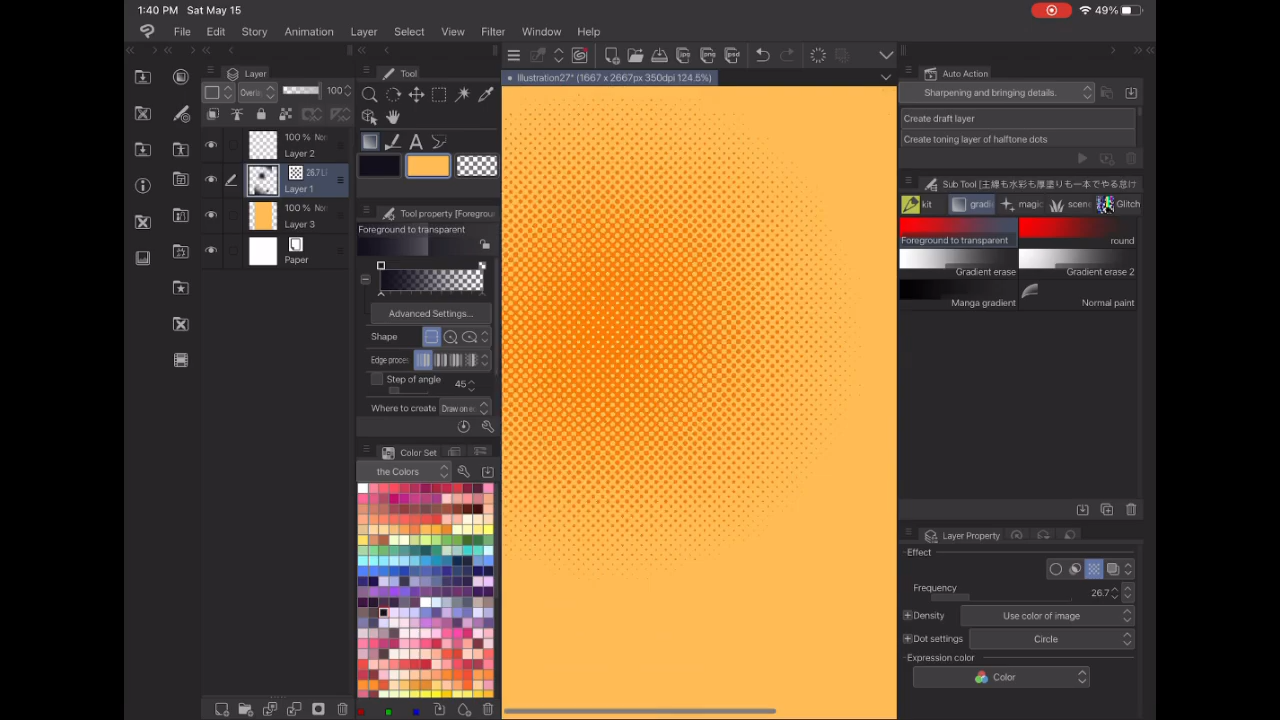 1:40 PM Sat May 15
49%
File Edit Story Animation Layer Select View Window Filter Window Help
Layer
Tool
Illustration27* (1667 x 2667px 350dpi 124.5%)
Auto Action
Sharpening and bringing details.
Create draft layer
Create toning layer of halftone dots
Overl 100
100 % Nor
Layer 2
26.7 Li
Layer 1
100 % Nor
Layer 3
Paper
Tool property [Foregrou
Foreground to transparent
Advanced Settings...
Shape
Edge proces
Step of angle 45
Where to create Draw on e
Color Set
the Colors
Sub Tool [主線も水彩も厚塗りも一本でやる怠け
kit gradi magic scene Glitch
Foreground to transparent round
Gradient erase Gradient erase 2
Manga gradient Normal paint
Layer Property
Effect
Frequency
26.7
Density Use color of image
Dot settings Circle
Expression color
Color